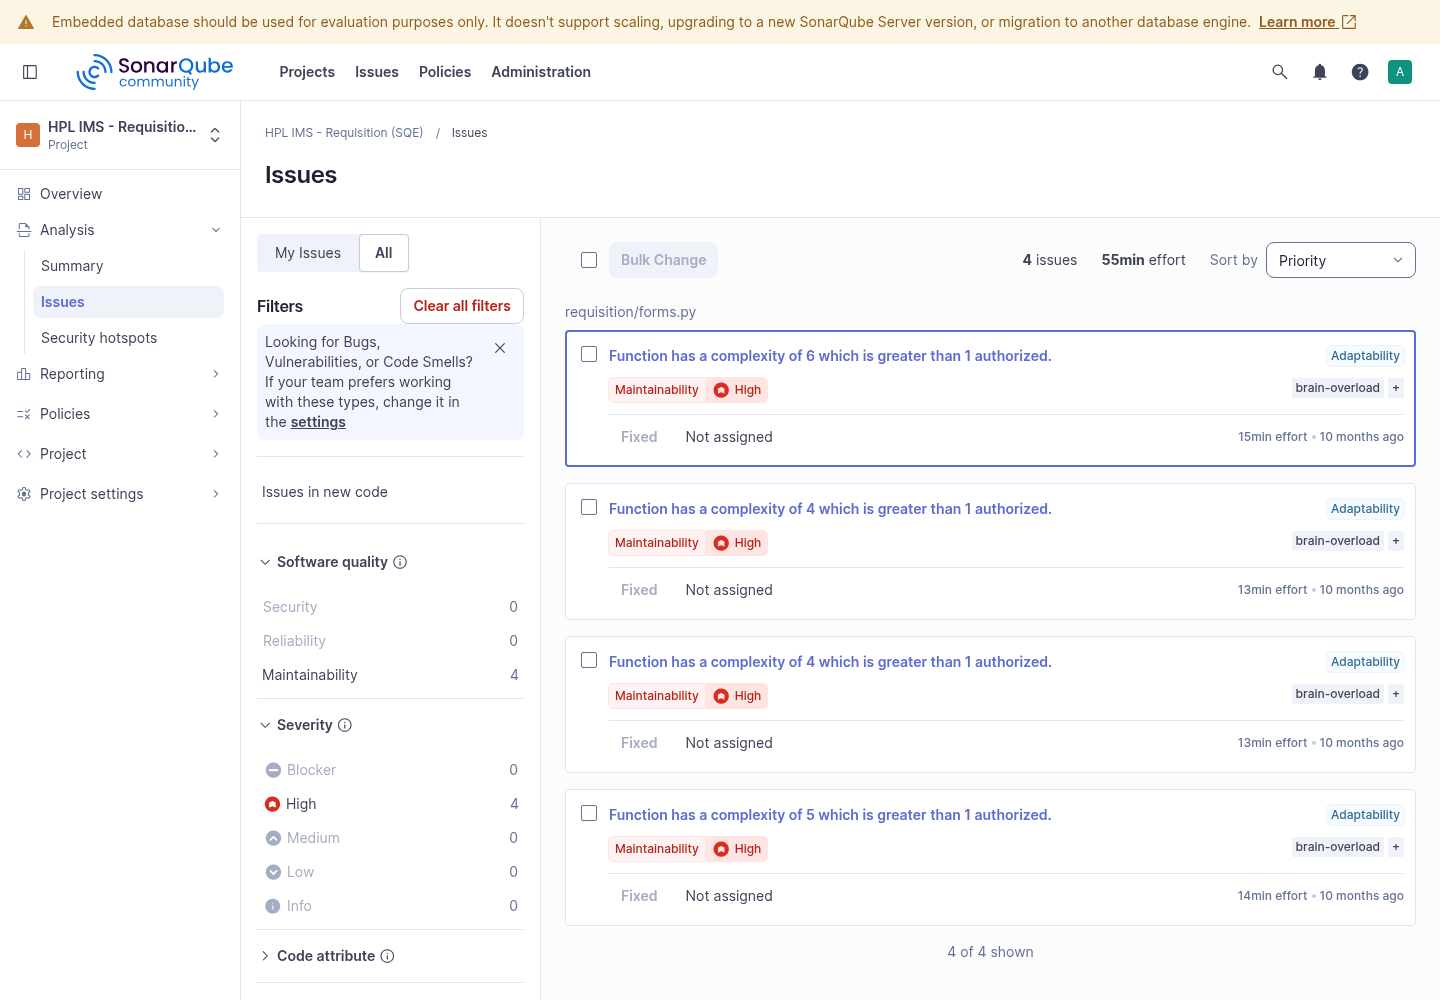 Embedded database should be used for evaluation purposes only. It doesn't support scaling, upgrading to a new SonarQube Server version, or migration to another database engine. Learn more
SonarQube
community
Projects
Issues
Policies
Administration
?
A
H
HPL IMS - Requisitio...
Project
Overview
Analysis
Summary
Issues
Security hotspots
Reporting
Policies
Project
Project settings
HPL IMS - Requisition (SQE) / Issues
Issues
My Issues
All
Filters
Clear all filters
Looking for Bugs,
Vulnerabilities, or Code Smells?
If your team prefers working
with these types, change it in
the settings
Issues in new code
Software quality
Security 0
Reliability 0
Maintainability 4
Severity
Blocker 0
High 4
Medium 0
Low 0
Info 0
Code attribute
Bulk Change
4 issues
55min effort
Sort by
Priority
requisition/forms.py
Function has a complexity of 6 which is greater than 1 authorized.
Adaptability
Maintainability High
brain-overload +
Fixed Not assigned
15min effort • 10 months ago
Function has a complexity of 4 which is greater than 1 authorized.
Adaptability
Maintainability High
brain-overload +
Fixed Not assigned
13min effort • 10 months ago
Function has a complexity of 4 which is greater than 1 authorized.
Adaptability
Maintainability High
brain-overload +
Fixed Not assigned
13min effort • 10 months ago
Function has a complexity of 5 which is greater than 1 authorized.
Adaptability
Maintainability High
brain-overload +
Fixed Not assigned
14min effort • 10 months ago
4 of 4 shown